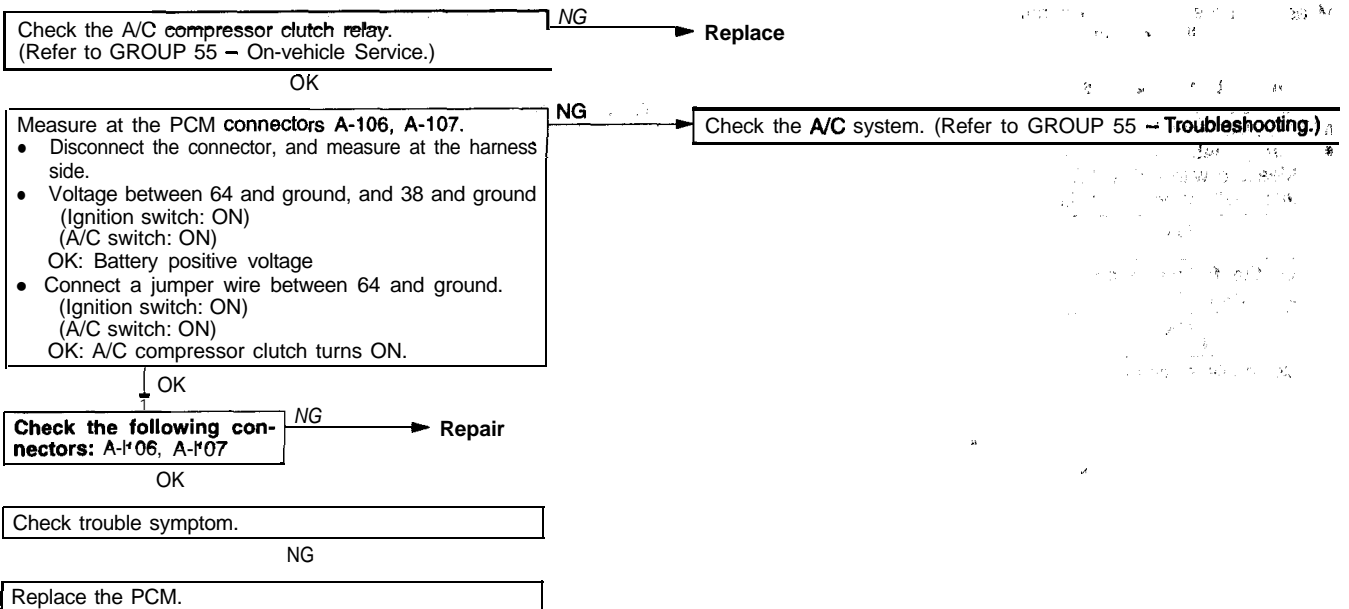 Check the A/C compressor clutch relay.
(Refer to GROUP 55 – On-vehicle Service.)
NG
Replace
OK
Measure at the PCM connectors A-106, A-107.
● Disconnect the connector, and measure at the harness
side.
● Voltage between 64 and ground, and 38 and ground
(Ignition switch: ON)
(A/C switch: ON)
OK: Battery positive voltage
● Connect a jumper wire between 64 and ground.
(Ignition switch: ON)
(A/C switch: ON)
OK: A/C compressor clutch turns ON.
NG
Check the A/C system. (Refer to GROUP 55 – Troubleshooting.)
OK
Check the following con-
nectors: A-106, A-107
NG
Repair
OK
Check trouble symptom.
NG
Replace the PCM.